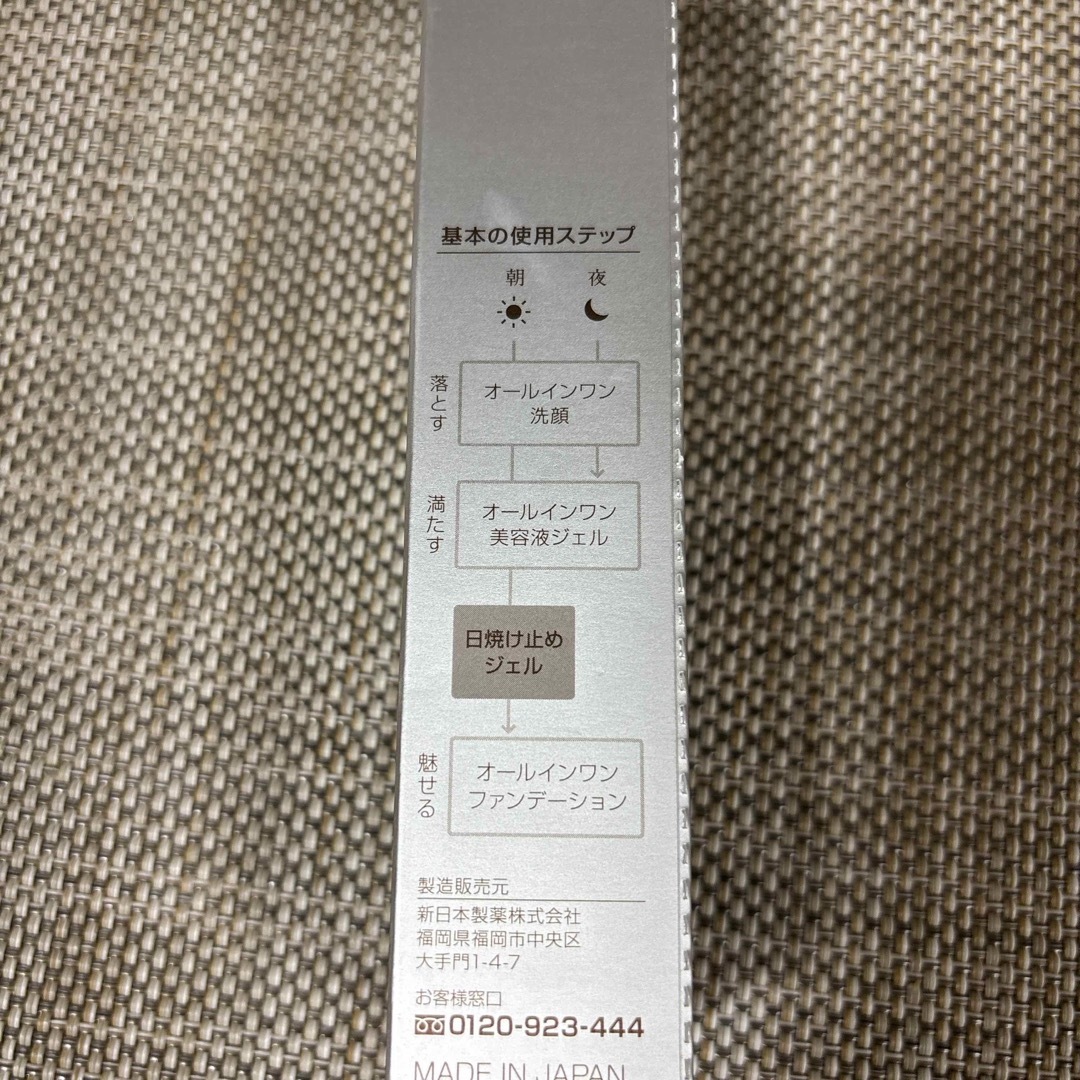 基本の使用ステップ
朝 夜
落とす
オールインワン
洗顔
満たす
オールインワン
美容液ジェル
日焼け止め
ジェル
魅せる
オールインワン
ファンデーション
製造販売元
新日本製薬株式会社
福岡県福岡市中央区
大手門1-4-7
お客様窓口
0120-923-444
MADE IN JAPAN